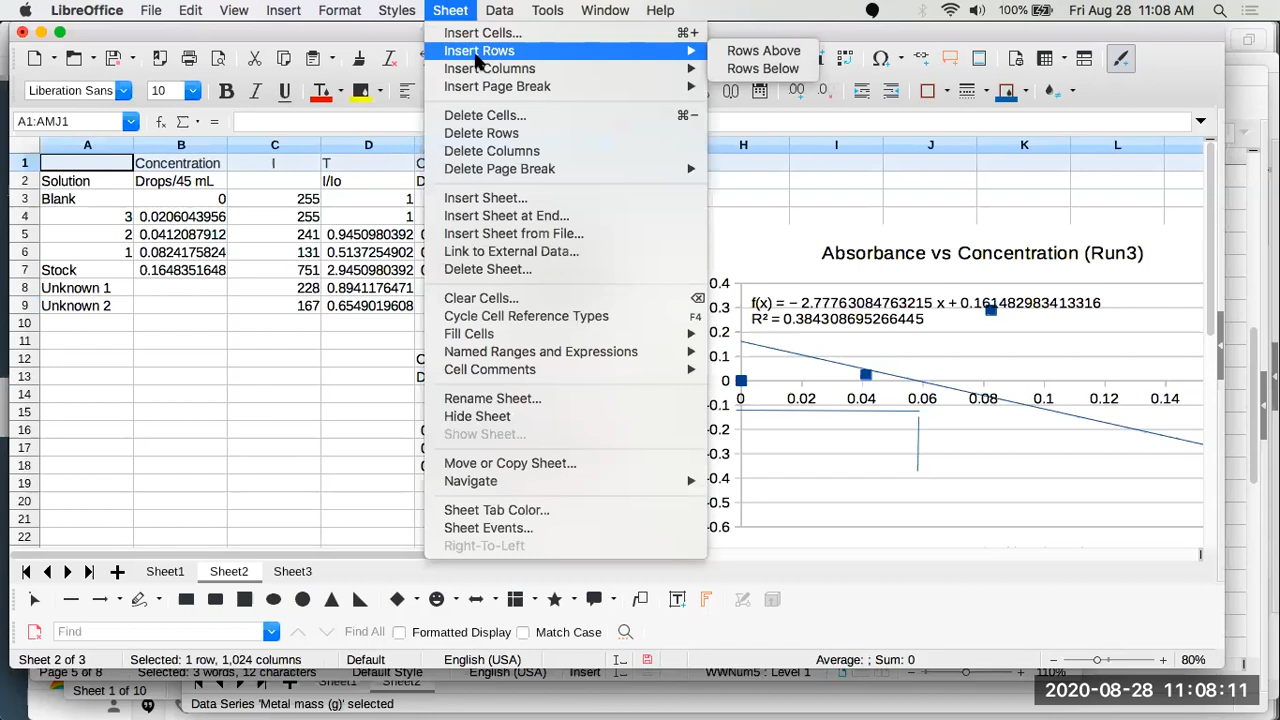 LibreOffice File Edit View Insert Format Styles Sheet Data Tools Window Help 100% Fri Aug 28 11:08 AM
Insert Cells... ⌘+
Insert Rows
Insert Columns
Insert Page Break
Delete Cells... ⌘−
Delete Rows
Delete Columns
Delete Page Break
Insert Sheet...
Insert Sheet at End...
Insert Sheet from File...
Link to External Data...
Delete Sheet...
Clear Cells...
Cycle Cell Reference Types F4
Fill Cells
Named Ranges and Expressions
Cell Comments
Rename Sheet...
Hide Sheet
Show Sheet...
Move or Copy Sheet...
Navigate
Sheet Tab Color...
Sheet Events...
Right-To-Left
Rows Above
Rows Below
Liberation Sans 10
A1:AMJ1
A B C D H I J K L
1 Concentration I T
2 Solution Drops/45 mL I/Io
3 Blank 0 255 1
4 3 0.0206043956 255 1
5 2 0.0412087912 241 0.9450980392
6 1 0.0824175824 131 0.5137254902
7 Stock 0.1648351648 751 2.9450980392
8 Unknown 1 228 0.8941176471
9 Unknown 2 167 0.6549019608
10
11
12
13
14
15
16
17
18
19
20
21
22
Absorbance vs Concentration (Run3)
f(x) = − 2.77763084763215 x + 0.161482983413316
R² = 0.384308695266445
0.4
0.3
0.2
0.1
0
-0.1
-0.2
-0.3
-0.4
-0.5
-0.6
0 0.02 0.04 0.06 0.08 0.1 0.12 0.14
Sheet1 Sheet2 Sheet3
Find Find All Formatted Display Match Case
Sheet 2 of 3 Selected: 1 row, 1,024 columns Default English (USA) Average: ; Sum: 0 80%
Page 5 of 8 Selected: 3 words, 12 characters Default English (USA) Insert WWNum5 : Level 1 110%
Sheet 1 of 10 Sheet1 Sheet2
Data Series 'Metal mass (g)' selected
2020-08-28 11:08:11